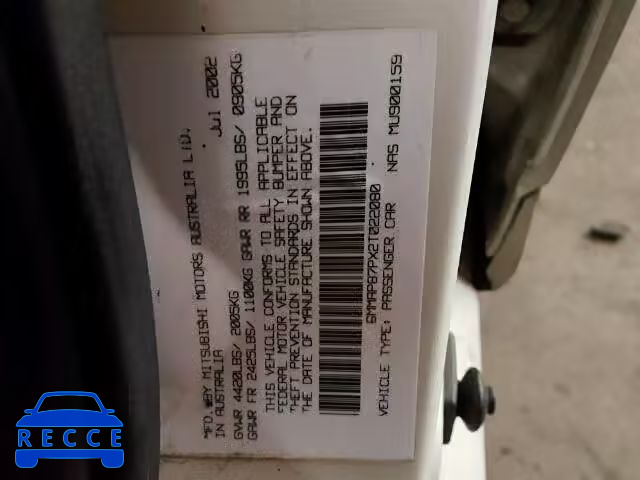 MFD. BY MITSUBISHI MOTORS AUSTRALIA LTD.
IN AUSTRALIA
Jul 2002
GVWR 4420LBS/ 2005KG
GAWR FR 2425LBS/ 1100KG GAWR RR 1995LBS/ 0905KG
THIS VEHICLE CONFORMS TO ALL APPLICABLE
FEDERAL MOTOR VEHICLE SAFETY BUMPER AND
THEFT PREVENTION STANDARDS IN EFFECT ON
THE DATE OF MANUFACTURE SHOWN ABOVE.
6MMAP87PX2T022080
VEHICLE TYPE: PASSENGER CAR NAS MU900159
RECCE